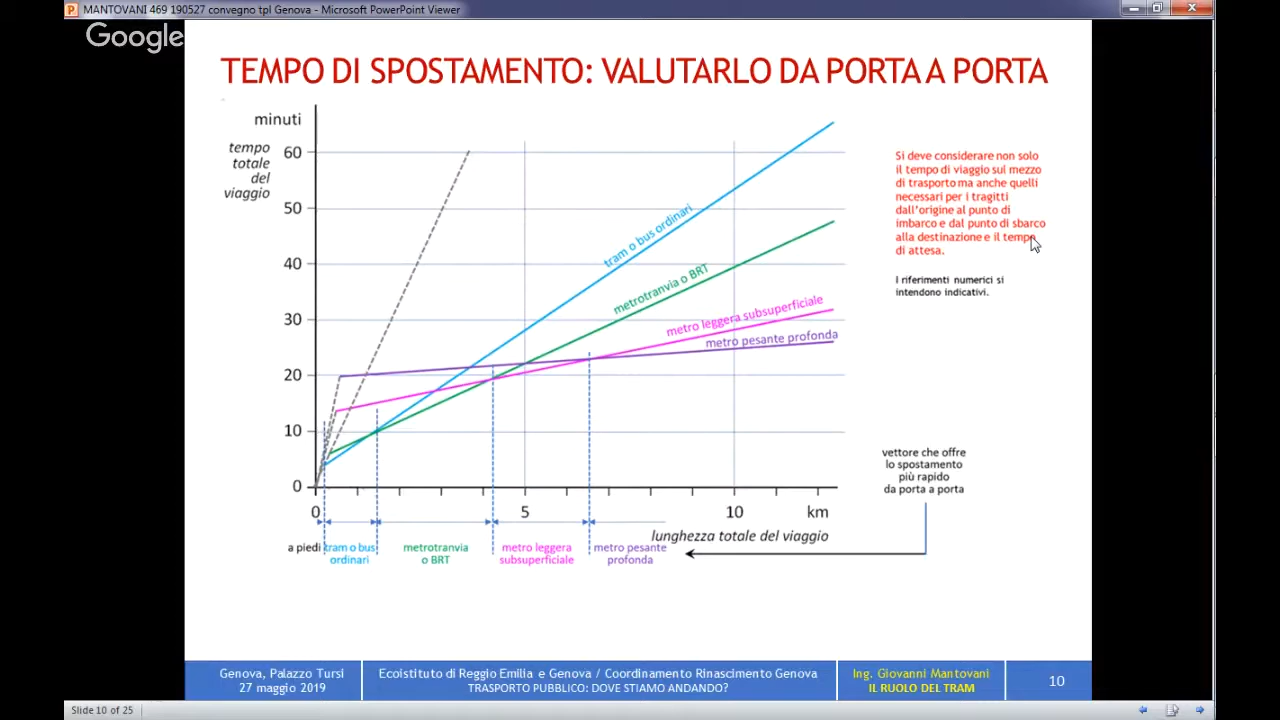 MANTOVANI 469 190527 convegno tpl Genova - Microsoft PowerPoint Viewer
Google
TEMPO DI SPOSTAMENTO: VALUTARLO DA PORTA A PORTA
minuti
tempo
totale
del
viaggio
60
50
40
30
20
10
0
tram o bus ordinari
metrotranvia o BRT
metro leggera subsuperficiale
metro pesante profonda
0
5
10
km
lunghezza totale del viaggio
a piedi
tram o bus
ordinari
metrotranvia
o BRT
metro leggera
subsuperficiale
metro pesante
profonda
Si deve considerare non solo
il tempo di viaggio sul mezzo
di trasporto ma anche quelli
necessari per i tragitti
dall'origine al punto di
imbarco e dal punto di sbarco
alla destinazione e il tempo
di attesa.
I riferimenti numerici si
intendono indicativi.
vettore che offre
lo spostamento
più rapido
da porta a porta
Genova, Palazzo Tursi
27 maggio 2019
Ecoistituto di Reggio Emilia e Genova / Coordinamento Rinascimento Genova
TRASPORTO PUBBLICO: DOVE STIAMO ANDANDO?
Ing. Giovanni Mantovani
IL RUOLO DEL TRAM
10
Slide 10 of 25